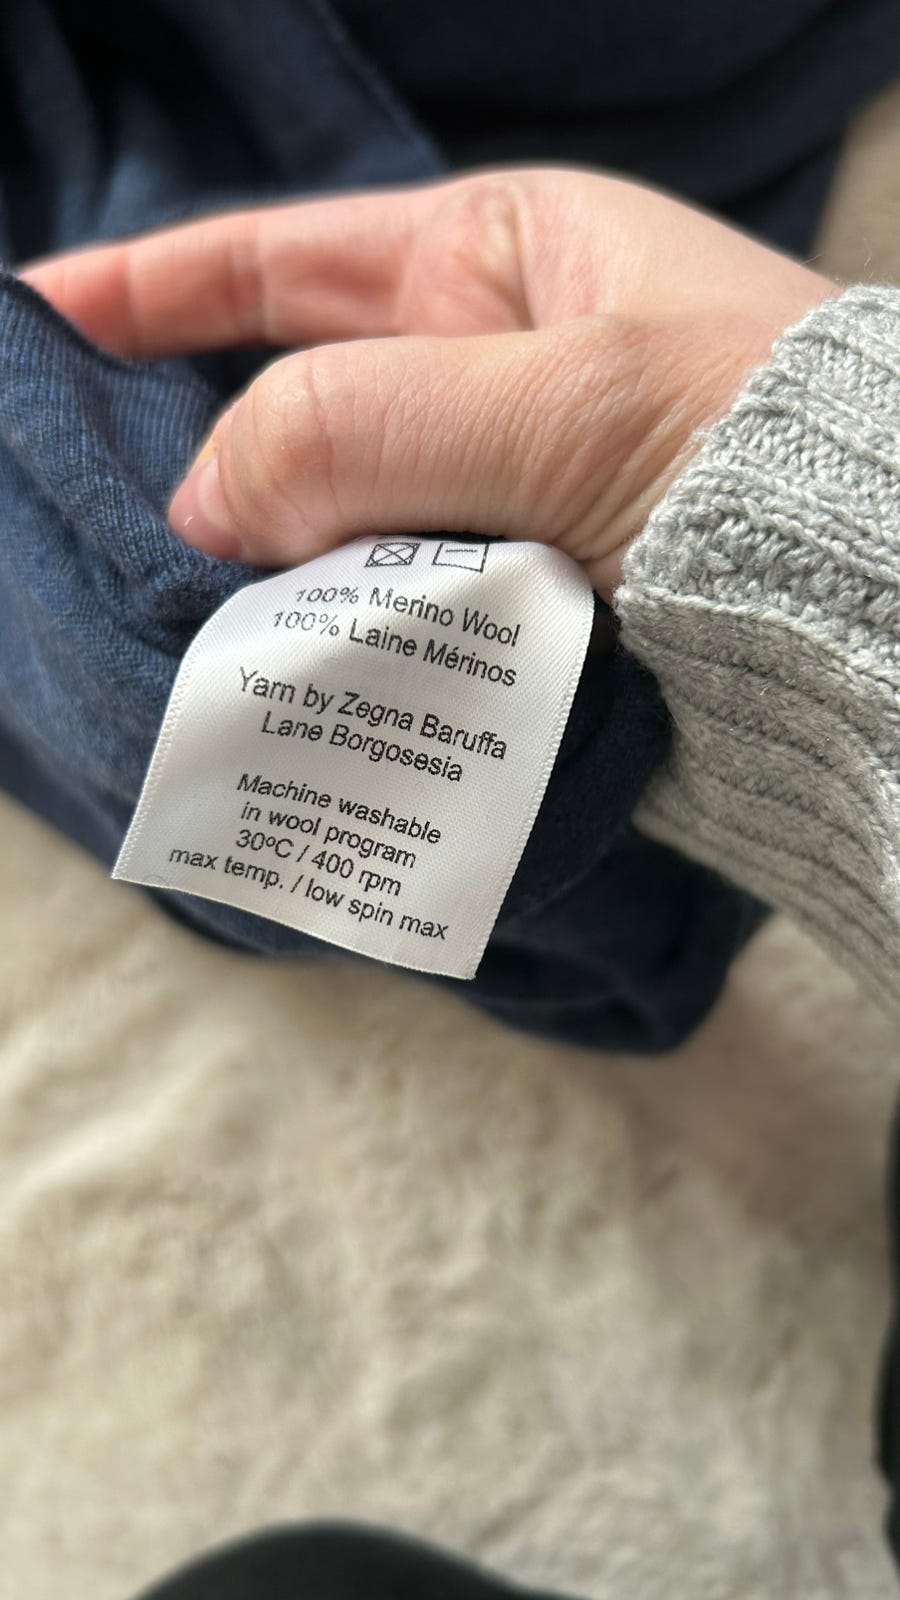 100% Merino Wool
100% Laine Mérinos
Yarn by Zegna Baruffa
Lane Borgosesia
Machine washable
in wool program
30ºC / 400 rpm
max temp. / low spin max